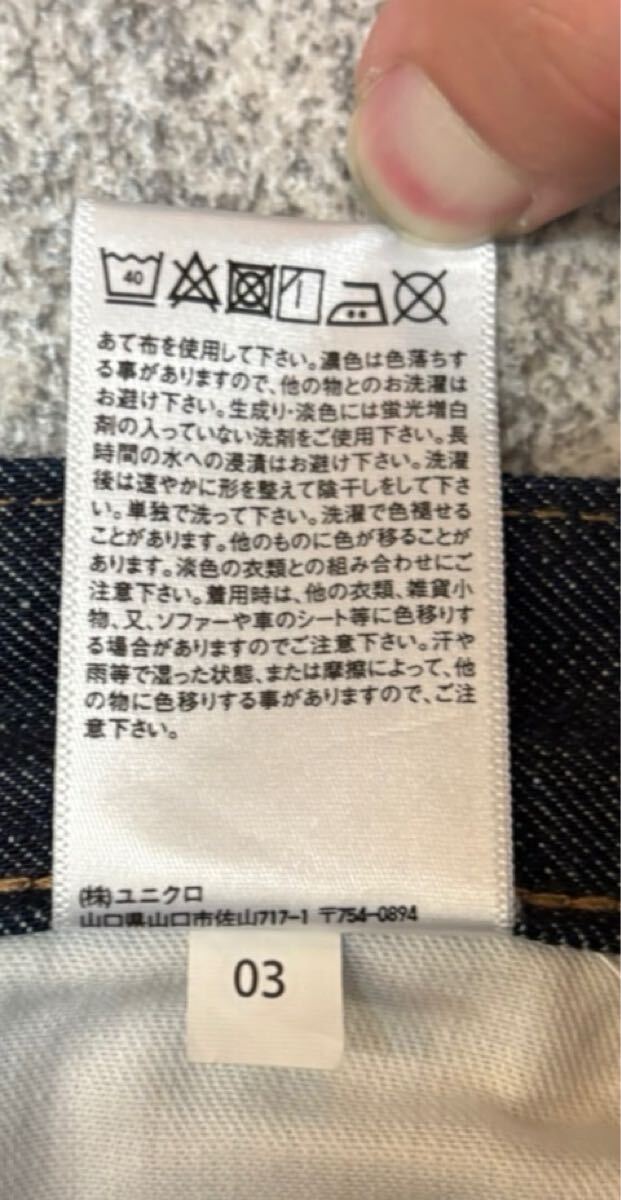 40
あて布を使用して下さい。濃色は色落ちす
る事がありますので、他の物とのお洗濯は
お避け下さい。生成り・淡色には蛍光増白
剤の入っていない洗剤をご使用下さい。長
時間の水への浸漬はお避け下さい。洗濯
後は速やかに形を整えて陰干しをして下さ
い。単独で洗って下さい。洗濯で色褪せる
ことがあります。他のものに色が移ることが
あります。淡色の衣類との組み合わせにご
注意下さい。着用時は、他の衣類、雑貨小
物、又、ソファーや車のシート等に色移りす
る場合がありますのでご注意下さい。汗や
雨等で湿った状態、または摩擦によって、他
の物に色移りする事がありますので、ご注
意下さい。
(株)ユニクロ
山口県山口市佐山717-1 〒754-0894
03